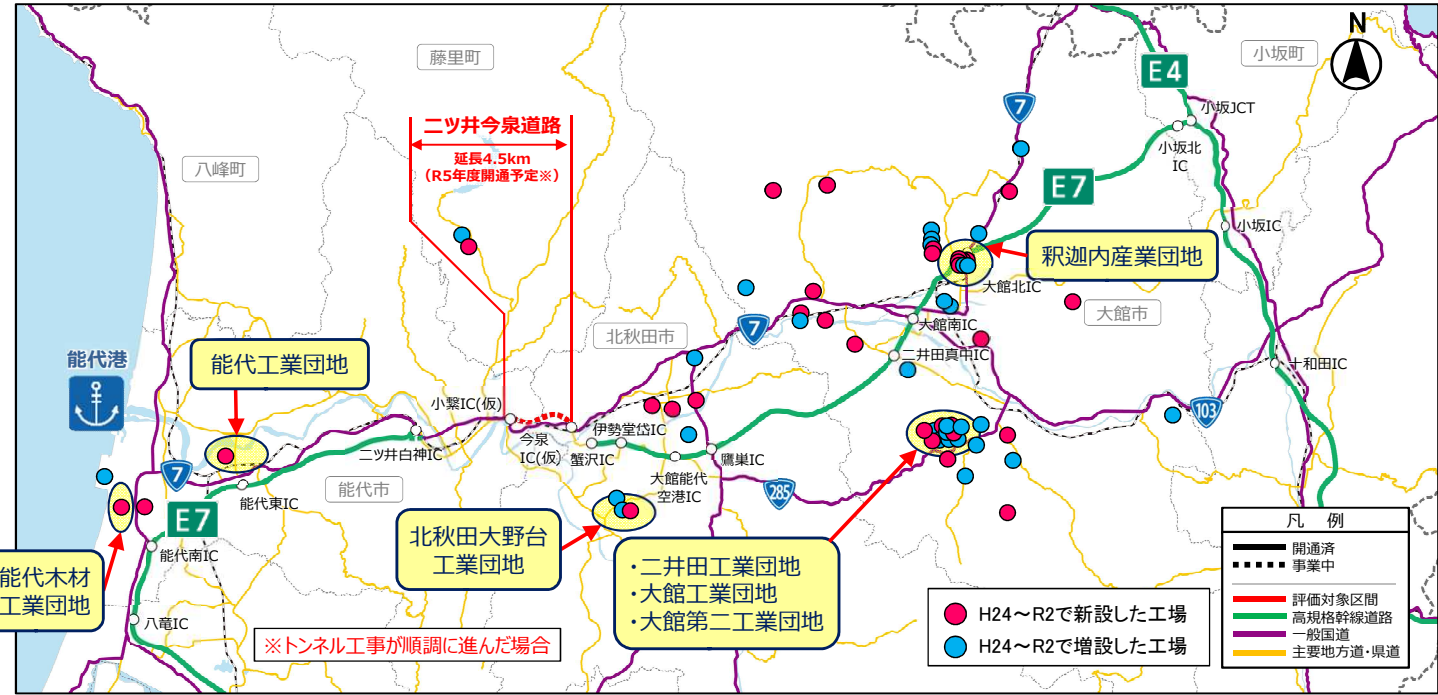 藤里町
小坂町
N
E4
7
小坂JCT
二ツ井今泉道路
延長4.5km
(R5年度開通予定※)
小坂北
IC
八峰町
E7
小坂IC
釈迦内産業団地
大館北IC
大館市
大館南IC
7
北秋田市
能代港
能代工業団地
二井田真中IC
十和田IC
小繋IC(仮)
103
伊勢堂岱IC
今泉
IC(仮)
蟹沢IC
二ツ井白神IC
大館能代
空港IC
鷹巣IC
7
能代東IC
能代市
285
E7
北秋田大野台
工業団地
・二井田工業団地
・大館工業団地
・大館第二工業団地
能代南IC
能代木材
工業団地
八竜IC
※トンネル工事が順調に進んだ場合
H24～R2で新設した工場
H24～R2で増設した工場
凡 例
開通済
事業中
評価対象区間
高規格幹線道路
一般国道
主要地方道・県道